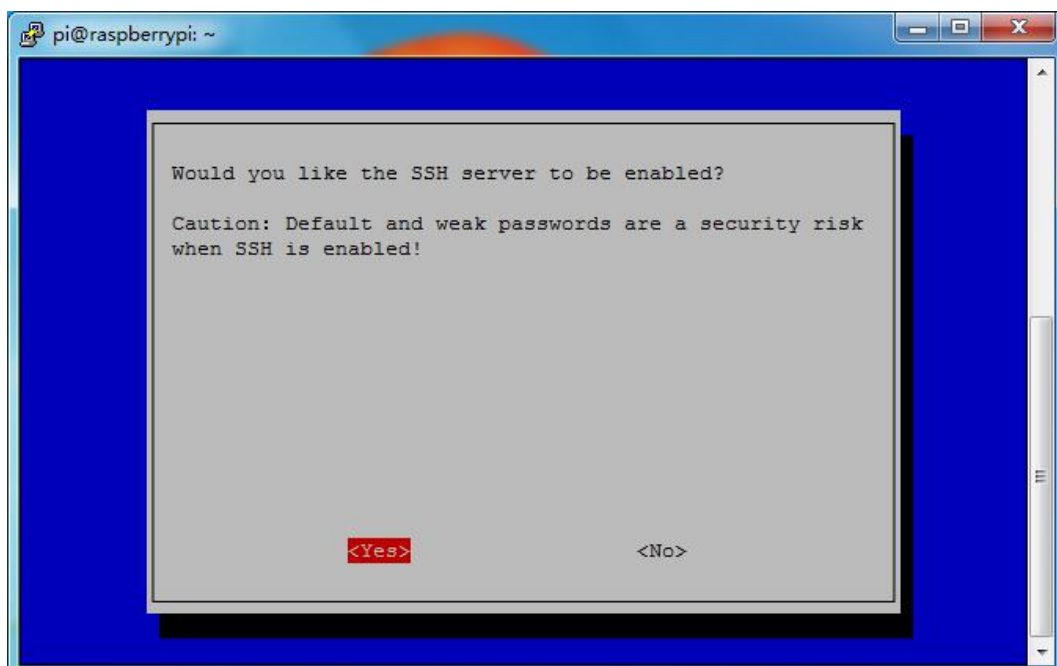 pi@raspberrypi: ~
Would you like the SSH server to be enabled?
Caution: Default and weak passwords are a security risk
when SSH is enabled!
<Yes> <No>